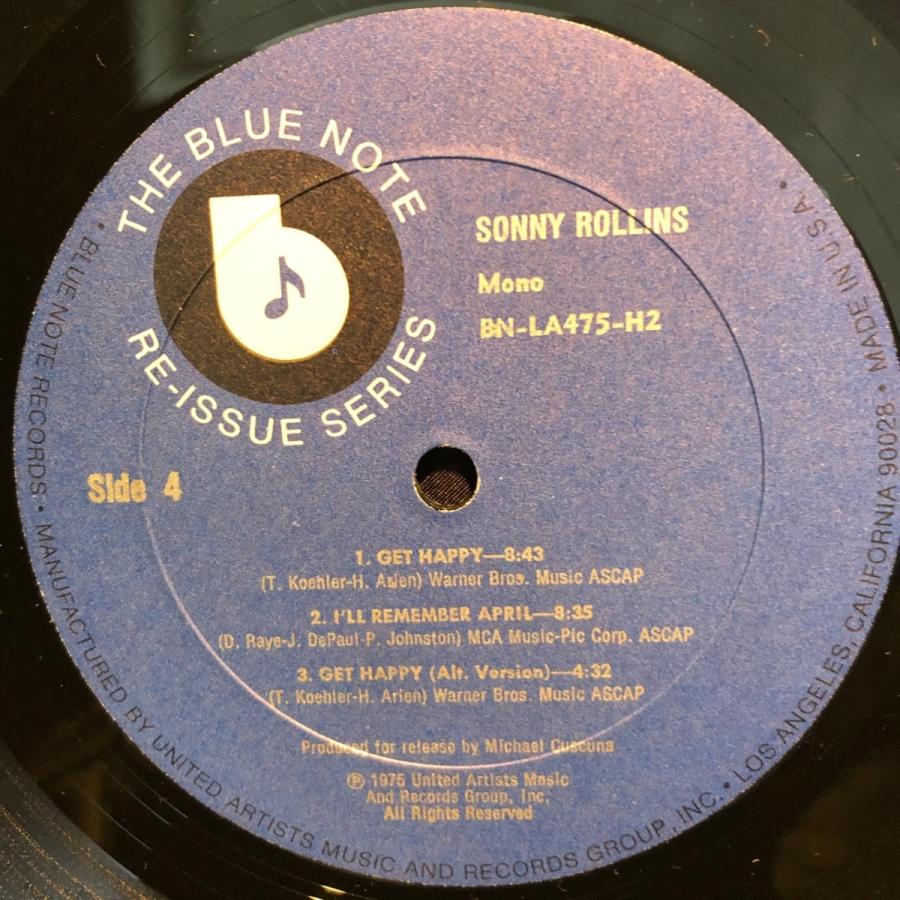 THE BLUE NOTE
RE-ISSUE SERIES
SONNY ROLLINS
Mono
BN-LA475-H2
Side 4
1. GET HAPPY—8:43
(T. Koehler-H. Arlen) Warner Bros. Music ASCAP
2. I'LL REMEMBER APRIL—8:35
(D. Raye-J. DePaul-P. Johnston) MCA Music-Pic Corp. ASCAP
3. GET HAPPY (Alt. Version)—4:32
(T. Koehler-H. Arlen) Warner Bros. Music ASCAP
Produced for release by Michael Cuscuna
℗ 1975 United Artists Music
And Records Group, Inc.
All Rights Reserved
• BLUE NOTE RECORDS • MANUFACTURED BY UNITED ARTISTS MUSIC AND RECORDS GROUP, INC. • LOS ANGELES, CALIFORNIA 90028 • MADE IN U.S.A. •